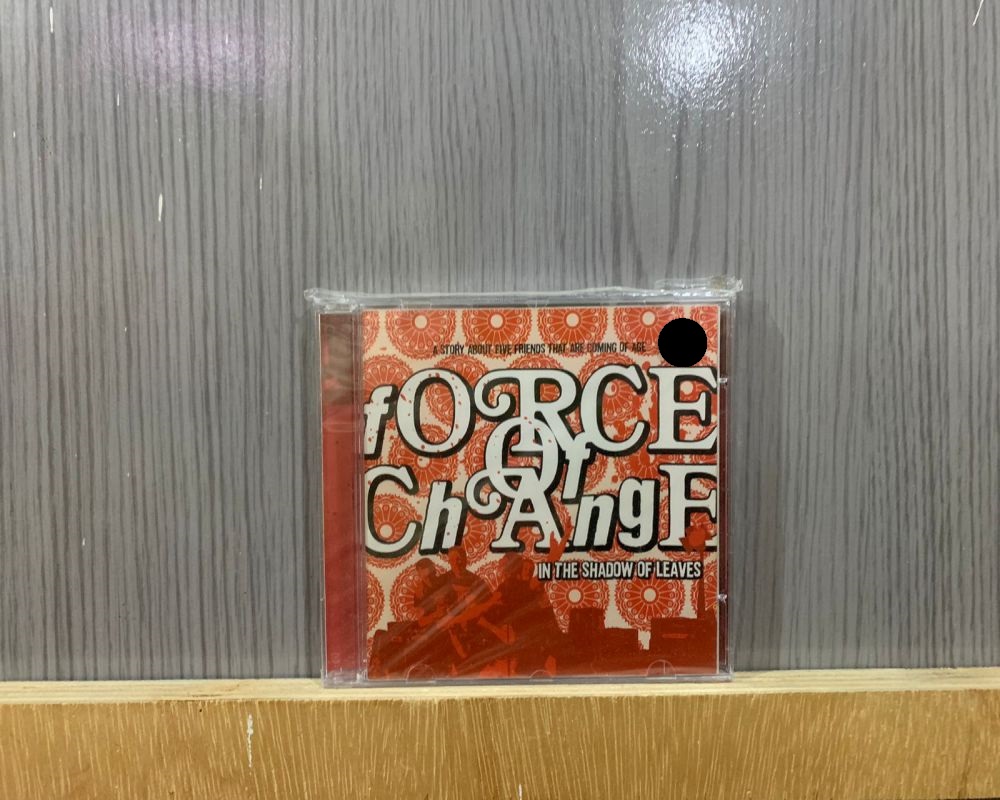 A STORY ABOUT FIVE FRIENDS THAT ARE COMING OF AGE
fORCE
Of
ChAngE
IN THE SHADOW OF LEAVES